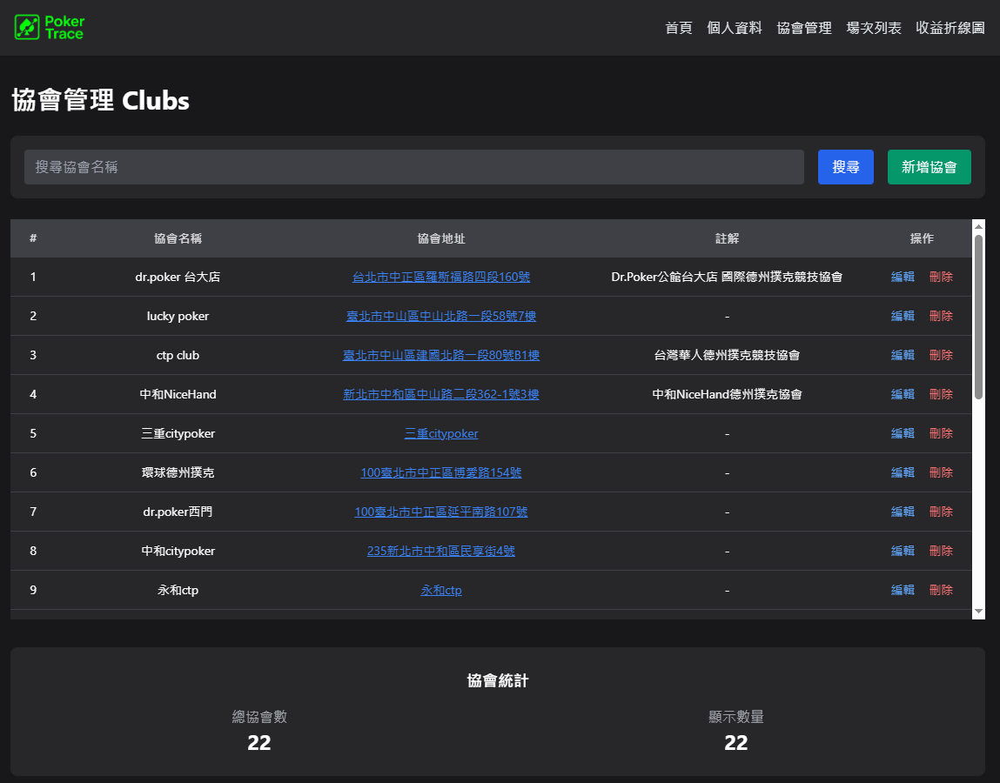 Poker
Trace
首頁 個人資料 協會管理 場次列表 收益折線圖
協會管理 Clubs
搜尋協會名稱 搜尋 新增協會
# 協會名稱 協會地址 註解 操作
1 dr.poker 台大店 台北市中正區羅斯福路四段160號 Dr.Poker公館台大店 國際德州撲克競技協會 編輯 刪除
2 lucky poker 臺北市中山區中山北路一段58號7樓 - 編輯 刪除
3 ctp club 臺北市中山區建國北路一段80號B1樓 台灣華人德州撲克競技協會 編輯 刪除
4 中和NiceHand 新北市中和區中山路二段362-1號3樓 中和NiceHand德州撲克協會 編輯 刪除
5 三重citypoker 三重citypoker - 編輯 刪除
6 環球德州撲克 100臺北市中正區博愛路154號 - 編輯 刪除
7 dr.poker西門 100臺北市中正區延平南路107號 - 編輯 刪除
8 中和citypoker 235新北市中和區民享街4號 - 編輯 刪除
9 永和ctp 永和ctp - 編輯 刪除
協會統計
總協會數 顯示數量
22 22